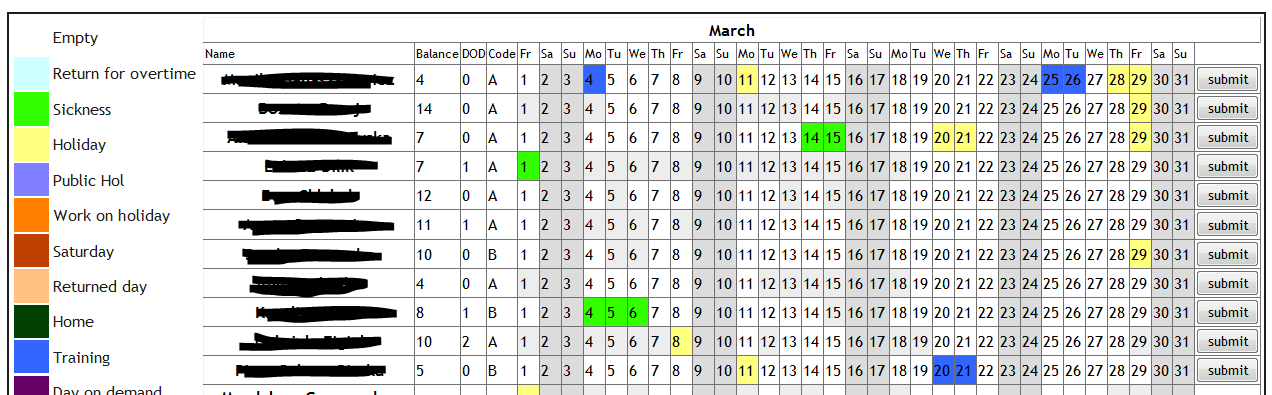 March
Name Balance DOD Code Fr Sa Su Mo Tu We Th Fr Sa Su Mo Tu We Th Fr Sa Su Mo Tu We Th Fr Sa Su Mo Tu We Th Fr Sa Su
4 0 A 1 2 3 4 5 6 7 8 9 10 11 12 13 14 15 16 17 18 19 20 21 22 23 24 25 26 27 28 29 30 31 submit
14 0 A 1 2 3 4 5 6 7 8 9 10 11 12 13 14 15 16 17 18 19 20 21 22 23 24 25 26 27 28 29 30 31 submit
7 0 A 1 2 3 4 5 6 7 8 9 10 11 12 13 14 15 16 17 18 19 20 21 22 23 24 25 26 27 28 29 30 31 submit
7 1 A 1 2 3 4 5 6 7 8 9 10 11 12 13 14 15 16 17 18 19 20 21 22 23 24 25 26 27 28 29 30 31 submit
12 0 A 1 2 3 4 5 6 7 8 9 10 11 12 13 14 15 16 17 18 19 20 21 22 23 24 25 26 27 28 29 30 31 submit
11 1 A 1 2 3 4 5 6 7 8 9 10 11 12 13 14 15 16 17 18 19 20 21 22 23 24 25 26 27 28 29 30 31 submit
10 0 B 1 2 3 4 5 6 7 8 9 10 11 12 13 14 15 16 17 18 19 20 21 22 23 24 25 26 27 28 29 30 31 submit
4 0 A 1 2 3 4 5 6 7 8 9 10 11 12 13 14 15 16 17 18 19 20 21 22 23 24 25 26 27 28 29 30 31 submit
8 1 B 1 2 3 4 5 6 7 8 9 10 11 12 13 14 15 16 17 18 19 20 21 22 23 24 25 26 27 28 29 30 31 submit
10 2 A 1 2 3 4 5 6 7 8 9 10 11 12 13 14 15 16 17 18 19 20 21 22 23 24 25 26 27 28 29 30 31 submit
5 0 B 1 2 3 4 5 6 7 8 9 10 11 12 13 14 15 16 17 18 19 20 21 22 23 24 25 26 27 28 29 30 31 submit
Empty
Return for overtime
Sickness
Holiday
Public Hol
Work on holiday
Saturday
Returned day
Home
Training
Day on demand